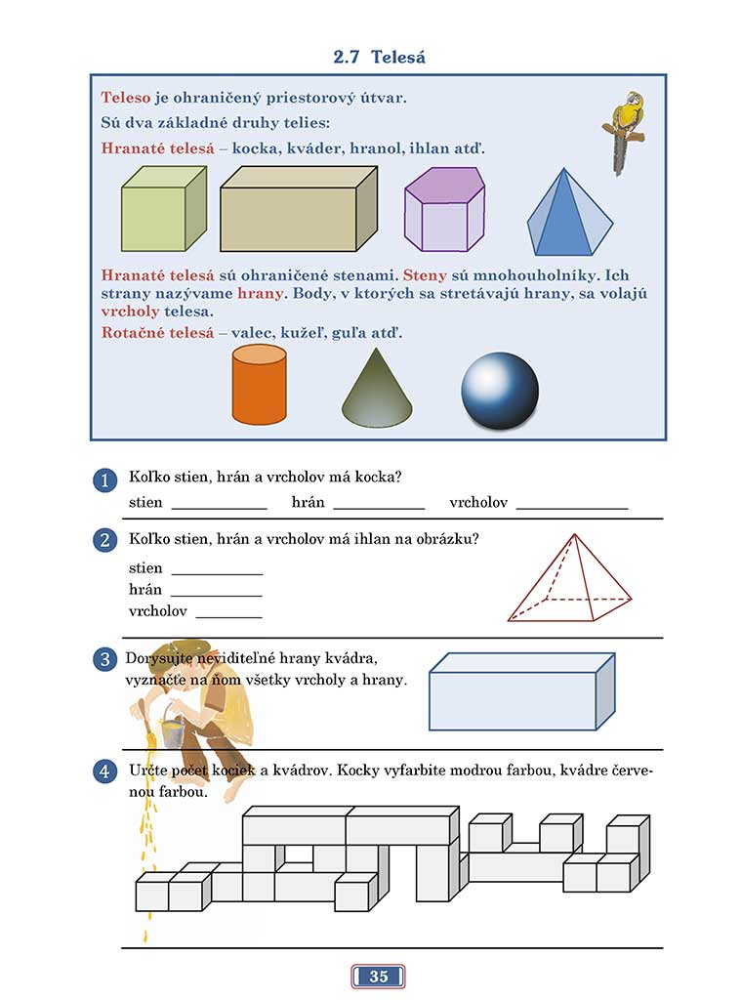 2.7 Telesá
Teleso je ohraničený priestorový útvar.
Sú dva základné druhy telies:
Hranaté telesá – kocka, kváder, hranol, ihlan atď.
Hranaté telesá sú ohraničené stenami. Steny sú mnohouholníky. Ich
strany nazývame hrany. Body, v ktorých sa stretávajú hrany, sa volajú
vrcholy telesa.
Rotačné telesá – valec, kužeľ, guľa atď.
1 Koľko stien, hrán a vrcholov má kocka?
stien ____________ hrán ____________ vrcholov ______________
2 Koľko stien, hrán a vrcholov má ihlan na obrázku?
stien ____________
hrán ____________
vrcholov _________
3 Dorysujte neviditeľné hrany kvádra,
vyznačťe na ňom všetky vrcholy a hrany.
4 Určte počet kociek a kvádrov. Kocky vyfarbite modrou farbou, kvádre červe-
nou farbou.
35